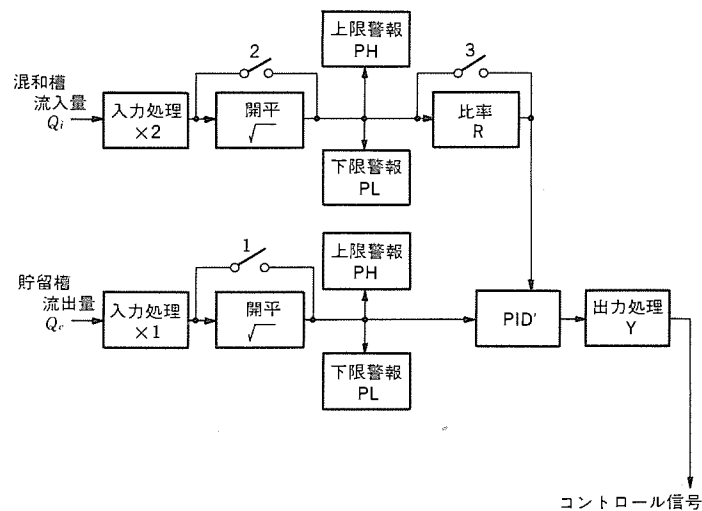 上限警報
PH
2
3
混和槽
流入量
Qi
入力処理
×2
開平
√
比率
R
下限警報
PL
1
上限警報
PH
貯留槽
流出量
Qe
入力処理
×1
開平
√
PID'
出力処理
Y
下限警報
PL
コントロール信号